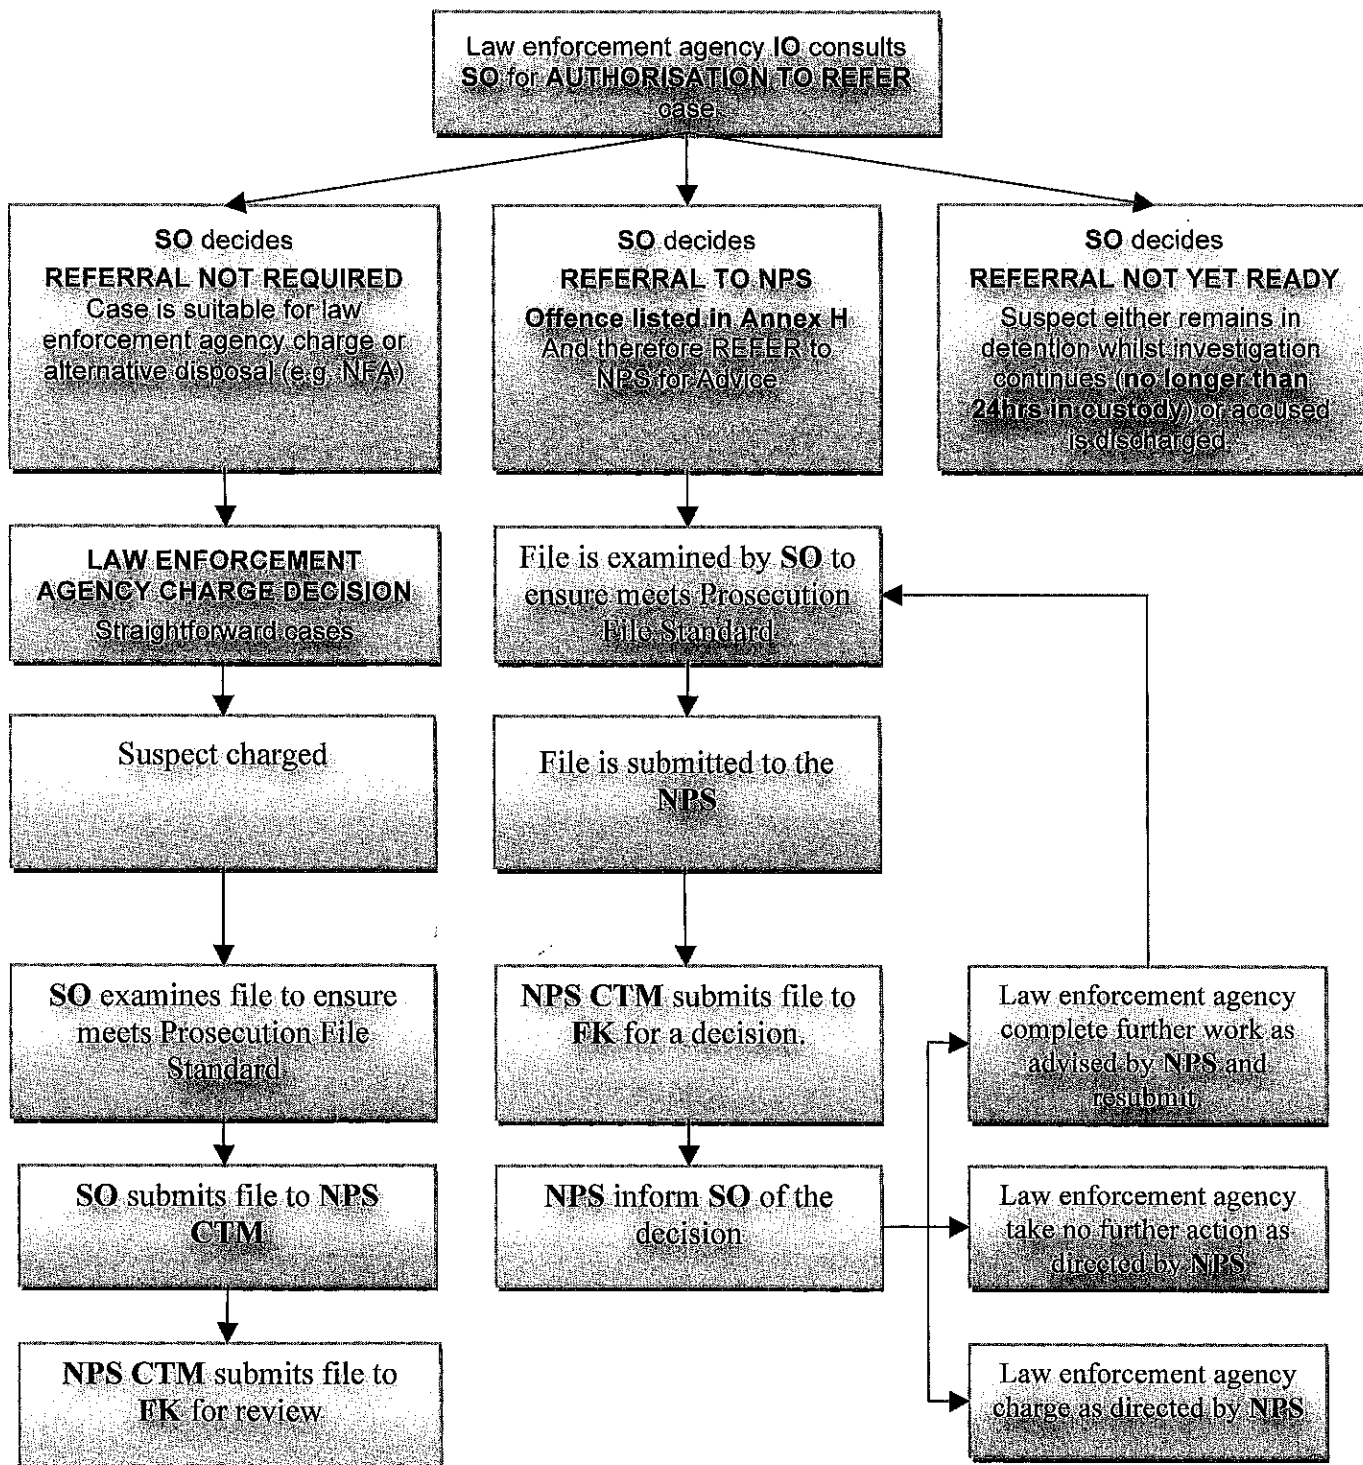 Law enforcement agency IO consults
SO for AUTHORISATION TO REFER
case.
SO decides
REFERRAL NOT REQUIRED
Case is suitable for law
enforcement agency charge or
alternative disposal (e.g. NFA)
SO decides
REFERRAL TO NPS
Offence listed in Annex H
And therefore REFER to
NPS for Advice
SO decides
REFERRAL NOT YET READY
Suspect either remains in
detention whilst investigation
continues (no longer than
24hrs in custody) or accused
is discharged.
LAW ENFORCEMENT
AGENCY CHARGE DECISION
Straightforward cases
File is examined by SO to
ensure meets Prosecution
File Standard
Suspect charged
File is submitted to the
NPS
SO examines file to ensure
meets Prosecution File
Standard
NPS CTM submits file to
FK for a decision.
Law enforcement agency
complete further work as
advised by NPS and
resubmit
SO submits file to NPS
CTM
NPS inform SO of the
decision
Law enforcement agency
take no further action as
directed by NPS
NPS CTM submits file to
FK for review
Law enforcement agency
charge as directed by NPS